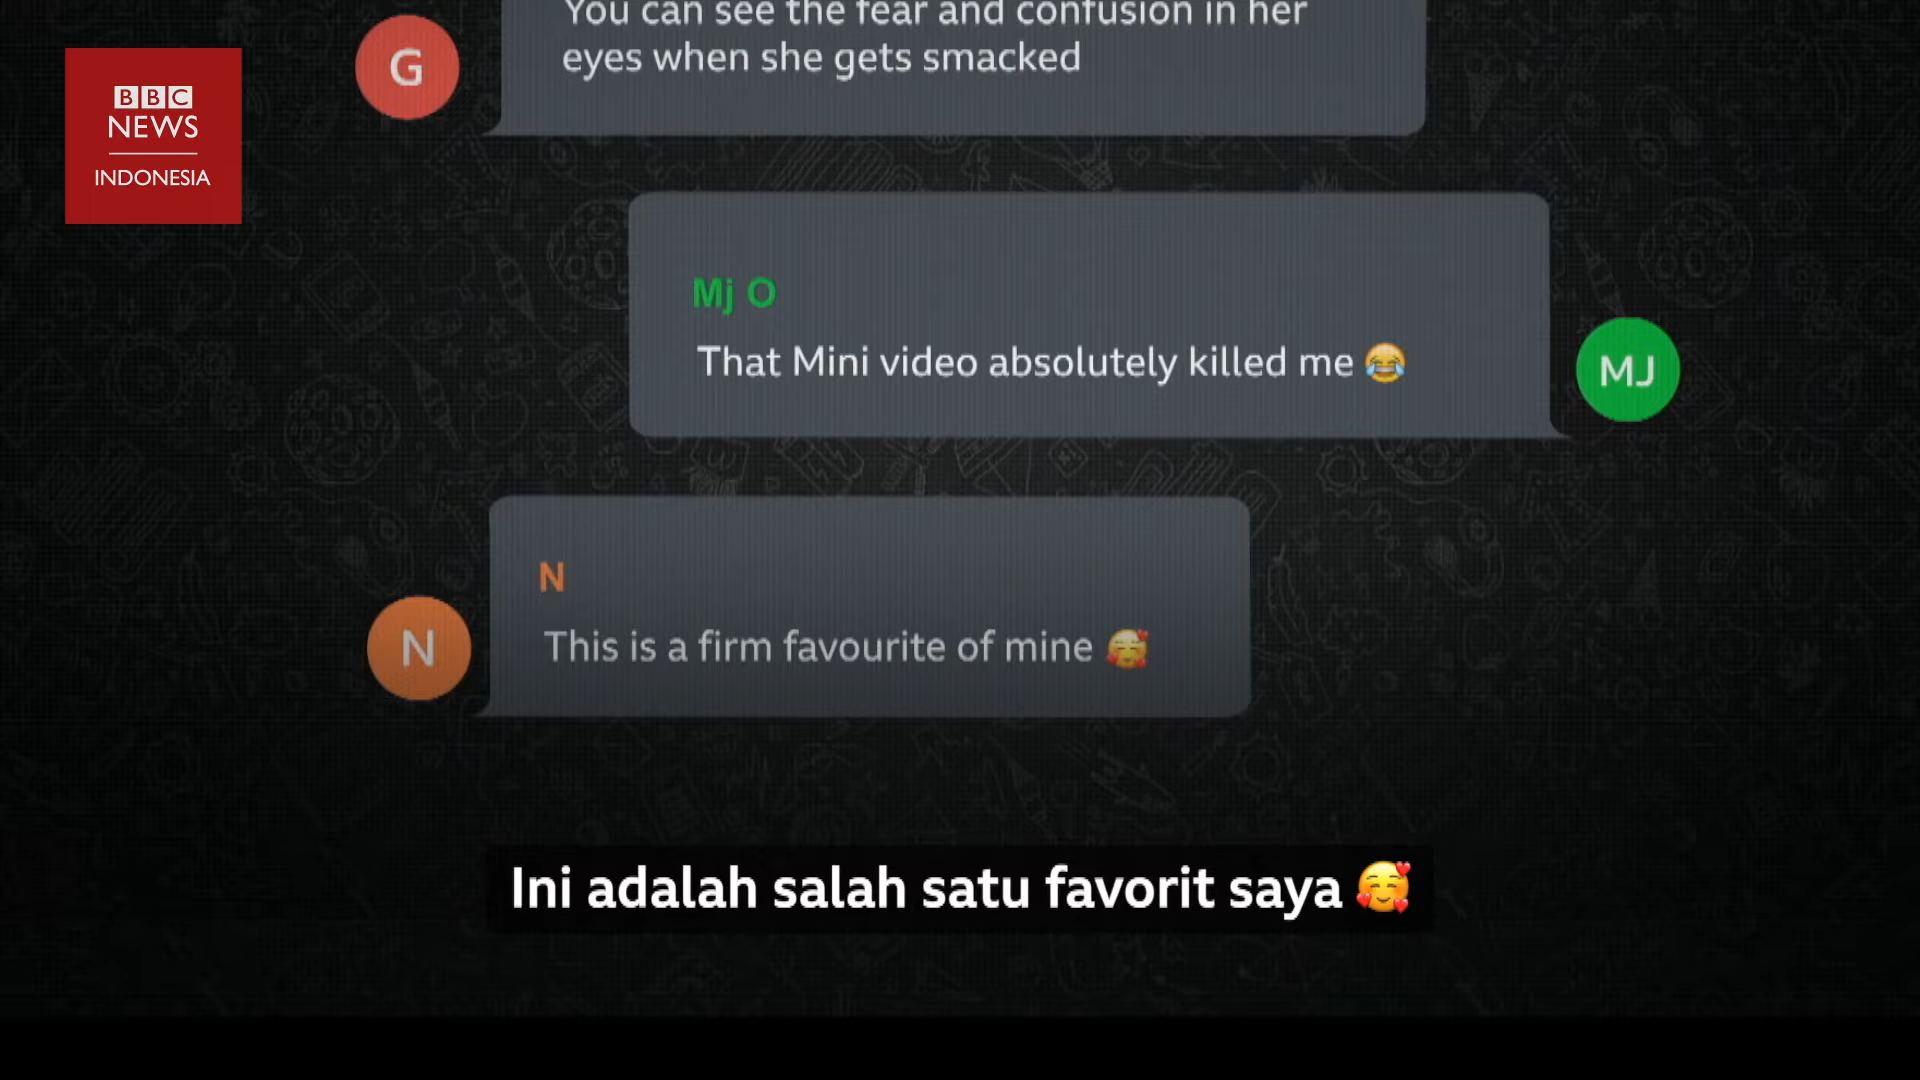 BBC
NEWS
INDONESIA
You can see the fear and confusion in her
eyes when she gets smacked
G
Mj O
That Mini video absolutely killed me 😂
MJ
N
This is a firm favourite of mine 🥰
N
Ini adalah salah satu favorit saya 🥰